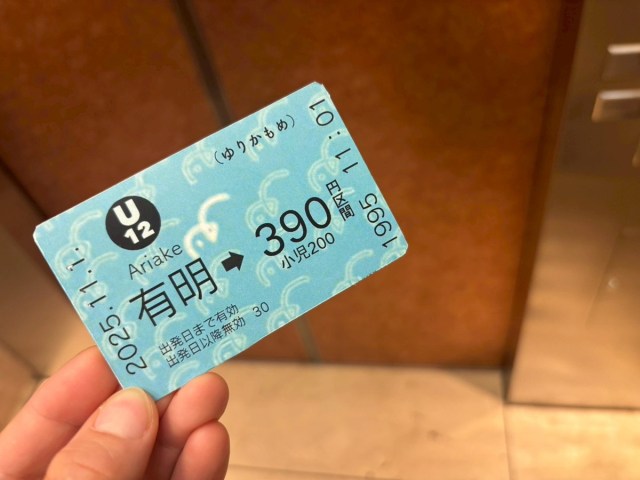 （ゆりかもめ）
U
12
Ariake
有明➡390円区間
小児200
出発日まで有効
出発日以降無効 30
2025.11.1.
1995 11:01